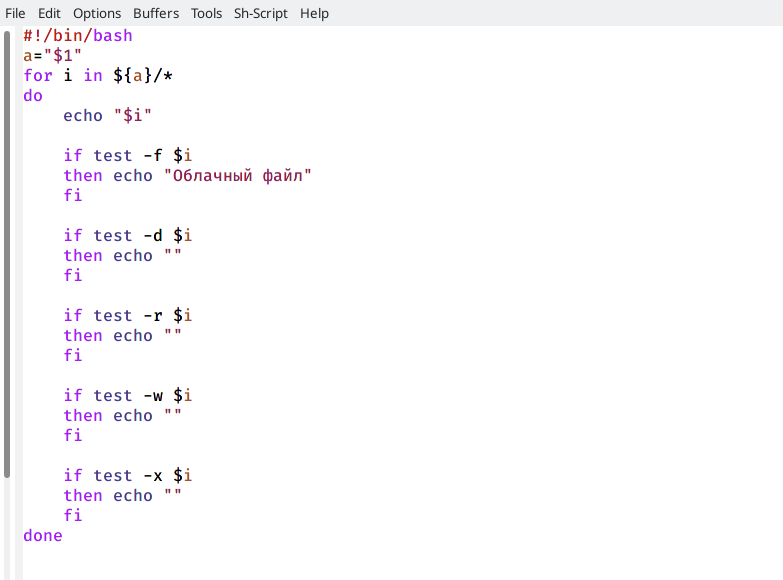 File Edit Options Buffers Tools Sh-Script Help
#!/bin/bash
a="$1"
for i in ${a}/*
do
    echo "$i"

    if test -f $i
    then echo "Облачный файл"
    fi

    if test -d $i
    then echo ""
    fi

    if test -r $i
    then echo ""
    fi

    if test -w $i
    then echo ""
    fi

    if test -x $i
    then echo ""
    fi
done